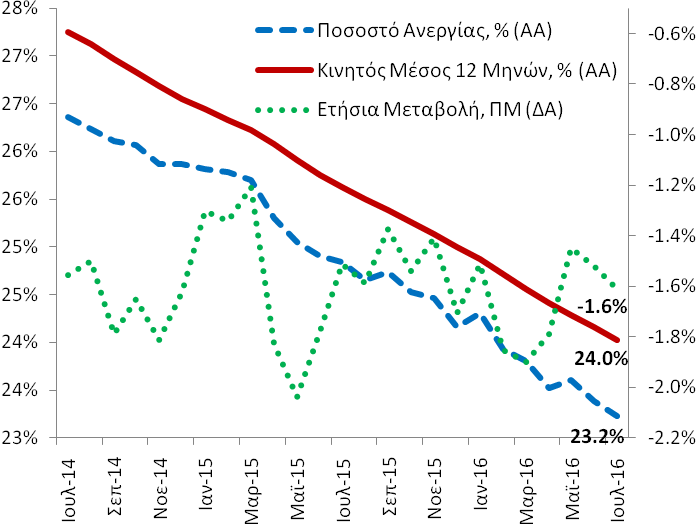 Ποσοστό Ανεργίας, % (ΑΑ)
Κινητός Μέσος 12 Μηνών, % (ΑΑ)
Ετήσια Μεταβολή, ΠΜ (ΔΑ)
28%
27%
27%
26%
26%
25%
25%
24%
24%
23%
-0.6%
-0.8%
-1.0%
-1.2%
-1.4%
-1.6%
-1.8%
-2.0%
-2.2%
-1.6%
24.0%
23.2%
Ιουλ-14
Σεπ-14
Νοε-14
Ιαν-15
Μαρ-15
Μαϊ-15
Ιουλ-15
Σεπ-15
Νοε-15
Ιαν-16
Μαρ-16
Μαϊ-16
Ιουλ-16